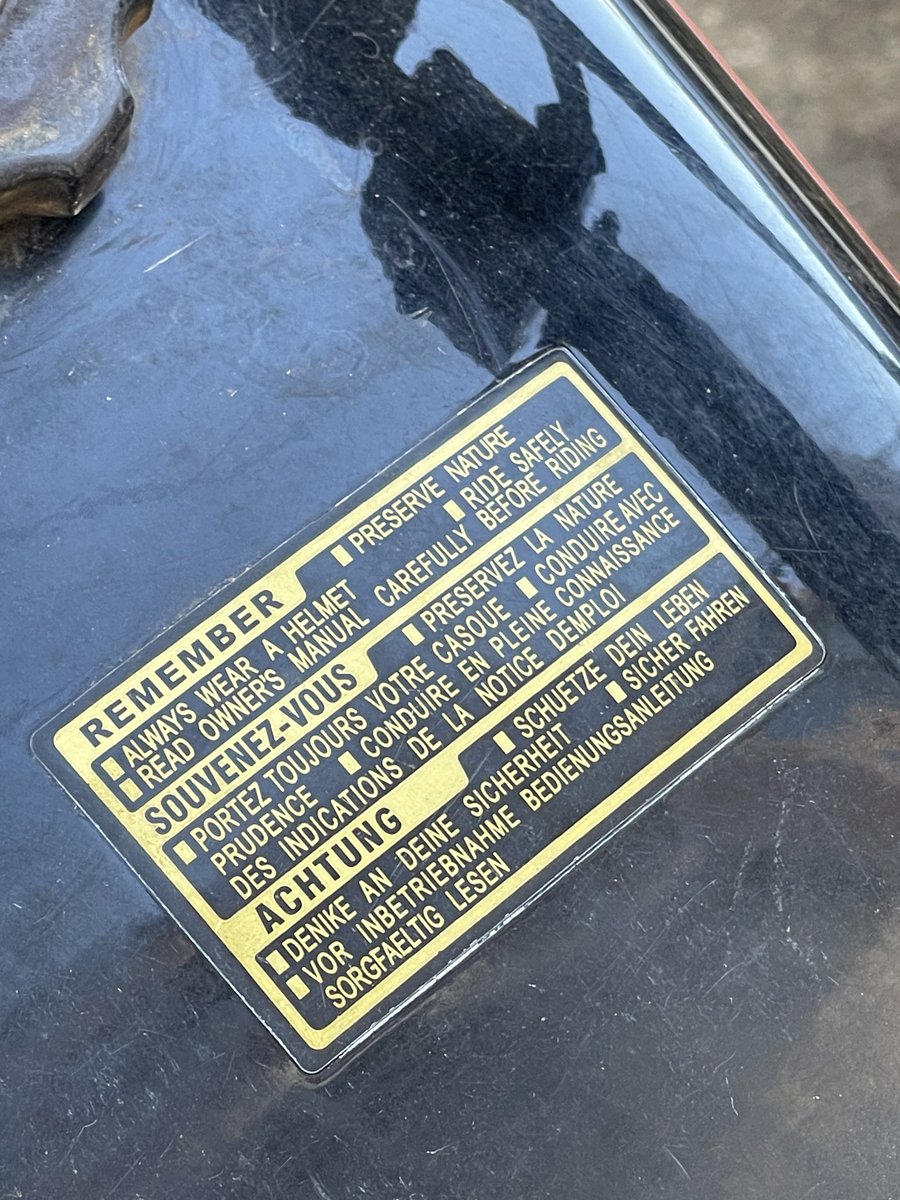 REMEMBER ■ PRESERVE NATURE
■ ALWAYS WEAR A HELMET ■ RIDE SAFELY
■ READ OWNER'S MANUAL CAREFULLY BEFORE RIDING
SOUVENEZ-VOUS ■ PRESERVEZ LA NATURE
■ PORTEZ TOUJOURS VOTRE CASQUE ■ CONDUIRE AVEC
PRUDENCE ■ CONDUIRE EN PLEINE CONNAISSANCE
DES INDICATIONS DE LA NOTICE DEMPLOI
ACHTUNG ■ SCHUETZE DEIN LEBEN
■ DENIKE AN DEINE SICHERHEIT ■ SICHER FAHREN
■ VOR INBETRIEBNAHME BEDIENUNGSANLEITUNG
SORGFAELTIG LESEN